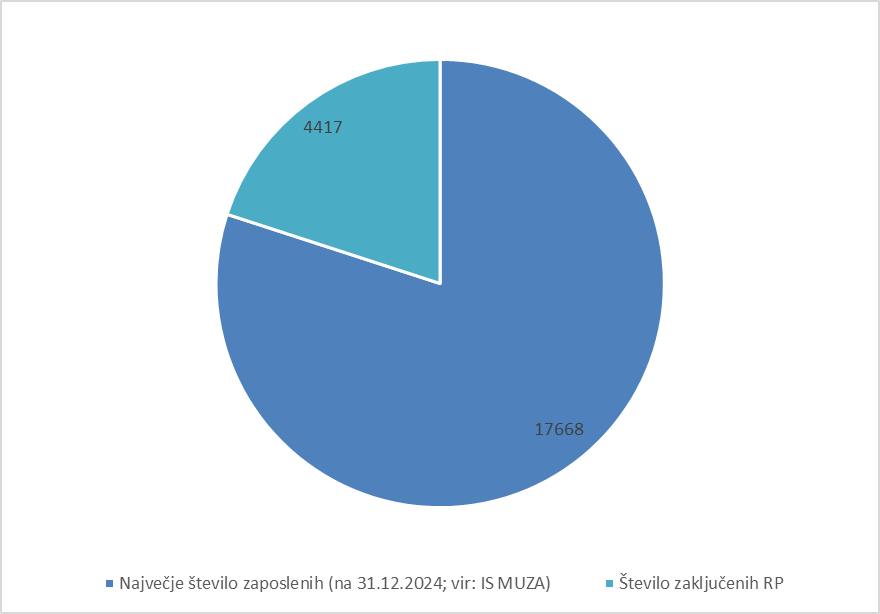 4417
17668
Največje število zaposlenih (na 31.12.2024; vir: IS MUZA)
Število zaključenih RP